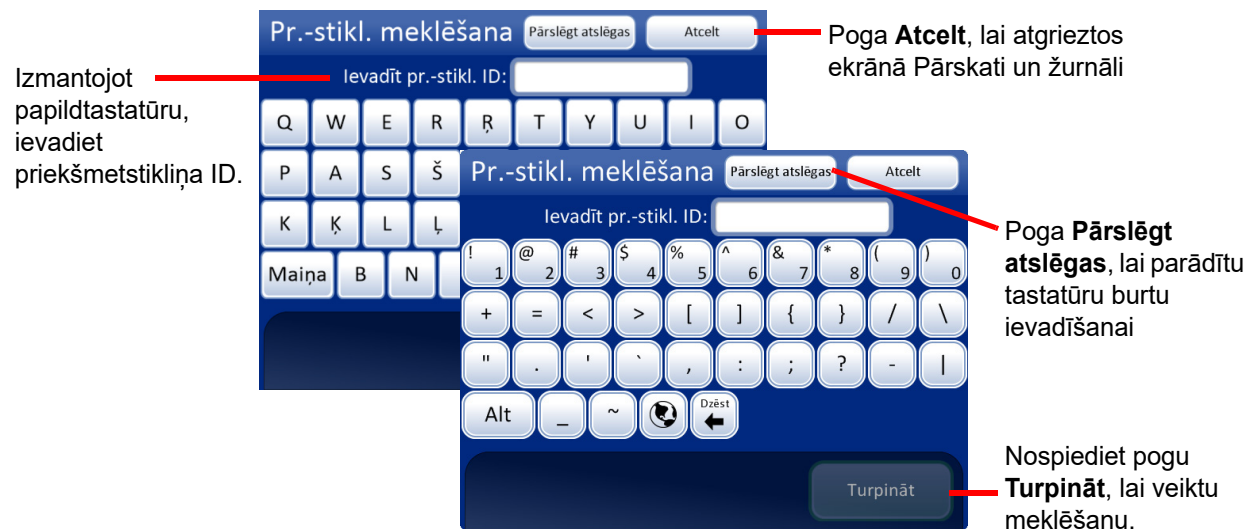 Pr.-stikl. meklēšana Pārslēgt atslēgas Atcelt
Ievadīt pr.-stikl. ID:
Q W E R Ŗ T Y U I O
P A S Š
K Ķ L Ļ
Maiņa B N
Izmantojot
papildtastatūru,
ievadiet
priekšmetstikliņa ID.
Poga Atcelt, lai atgrieztos
ekrānā Pārskati un žurnāli
Pr.-stikl. meklēšana Pārslēgt atslēgas Atcelt
Ievadīt pr.-stikl. ID:
! 1 @ 2 # 3 $ 4 % 5 ^ 6 & 7 * 8 ( 9 ) 0
+ = < > [ ] { } / \
" . ' ` , : ; ? - |
Alt _ ~ Dzēst
Turpināt
Poga Pārslēgt
atslēgas, lai parādītu
tastatūru burtu
ievadīšanai
Nospiediet pogu
Turpināt, lai veiktu
meklēšanu.